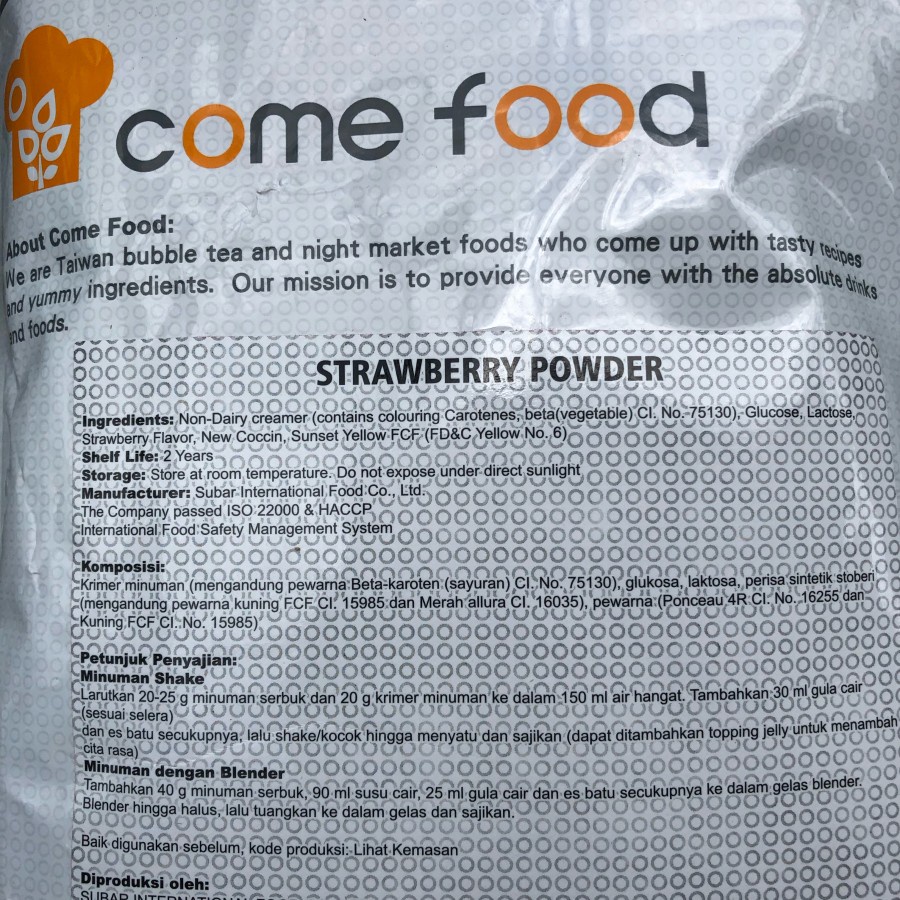 come food
About Come Food:
We are Taiwan bubble tea and night market foods who come up with tasty recipes
and yummy ingredients. Our mission is to provide everyone with the absolute drinks
and foods.
STRAWBERRY POWDER
Ingredients: Non-Dairy creamer (contains colouring Carotenes, beta(vegetable) CI. No. 75130), Glucose, Lactose,
Strawberry Flavor, New Coccin, Sunset Yellow FCF (FD&C Yellow No. 6)
Shelf Life: 2 Years
Storage: Store at room temperature. Do not expose under direct sunlight
Manufacturer: Subar International Food Co., Ltd.
The Company passed ISO 22000 & HACCP
International Food Safety Management System
Komposisi:
Krimer minuman (mengandung pewarna Beta-karoten (sayuran) CI. No. 75130), glukosa, laktosa, perisa sintetik stoberi
(mengandung pewarna kuning FCF CI. 15985 dan Merah allura CI. 16035), pewarna (Ponceau 4R CI. No. 16255 dan
Kuning FCF CI. No. 15985)
Petunjuk Penyajian:
Minuman Shake
Larutkan 20-25 g minuman serbuk dan 20 g krimer minuman ke dalam 150 ml air hangat. Tambahkan 30 ml gula cair
(sesuai selera)
dan es batu secukupnya, lalu shake/kocok hingga menyatu dan sajikan (dapat ditambahkan topping jelly untuk menambah
cita rasa)
Minuman dengan Blender
Tambahkan 40 g minuman serbuk, 90 ml susu cair, 25 ml gula cair dan es batu secukupnya ke dalam gelas blender.
Blender hingga halus, lalu tuangkan ke dalam gelas dan sajikan.
Baik digunakan sebelum, kode produksi: Lihat Kemasan
Diproduksi oleh:
SUBAR INTERNATIONAL